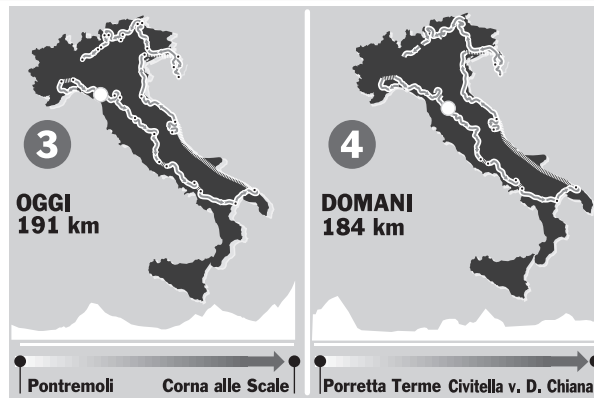 3
OGGI
191 km
Pontremoli Corna alle Scale
4
DOMANI
184 km
Porretta Terme Civitella v. D. Chiana